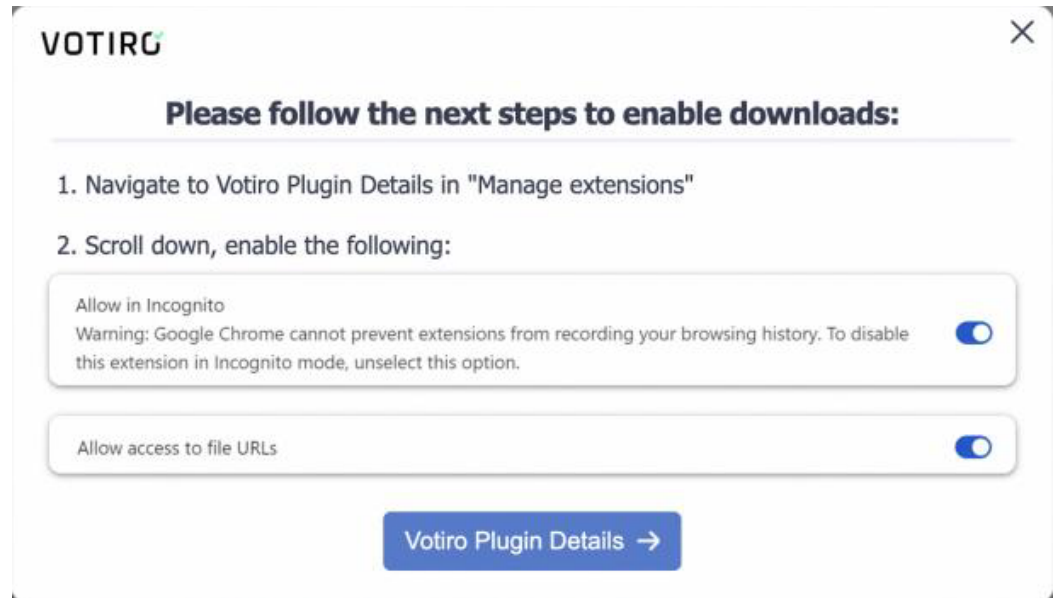 VOTIRO
Please follow the next steps to enable downloads:
1. Navigate to Votiro Plugin Details in "Manage extensions"
2. Scroll down, enable the following:
Allow in Incognito
Warning: Google Chrome cannot prevent extensions from recording your browsing history. To disable
this extension in Incognito mode, unselect this option.
Allow access to file URLs
Votiro Plugin Details →